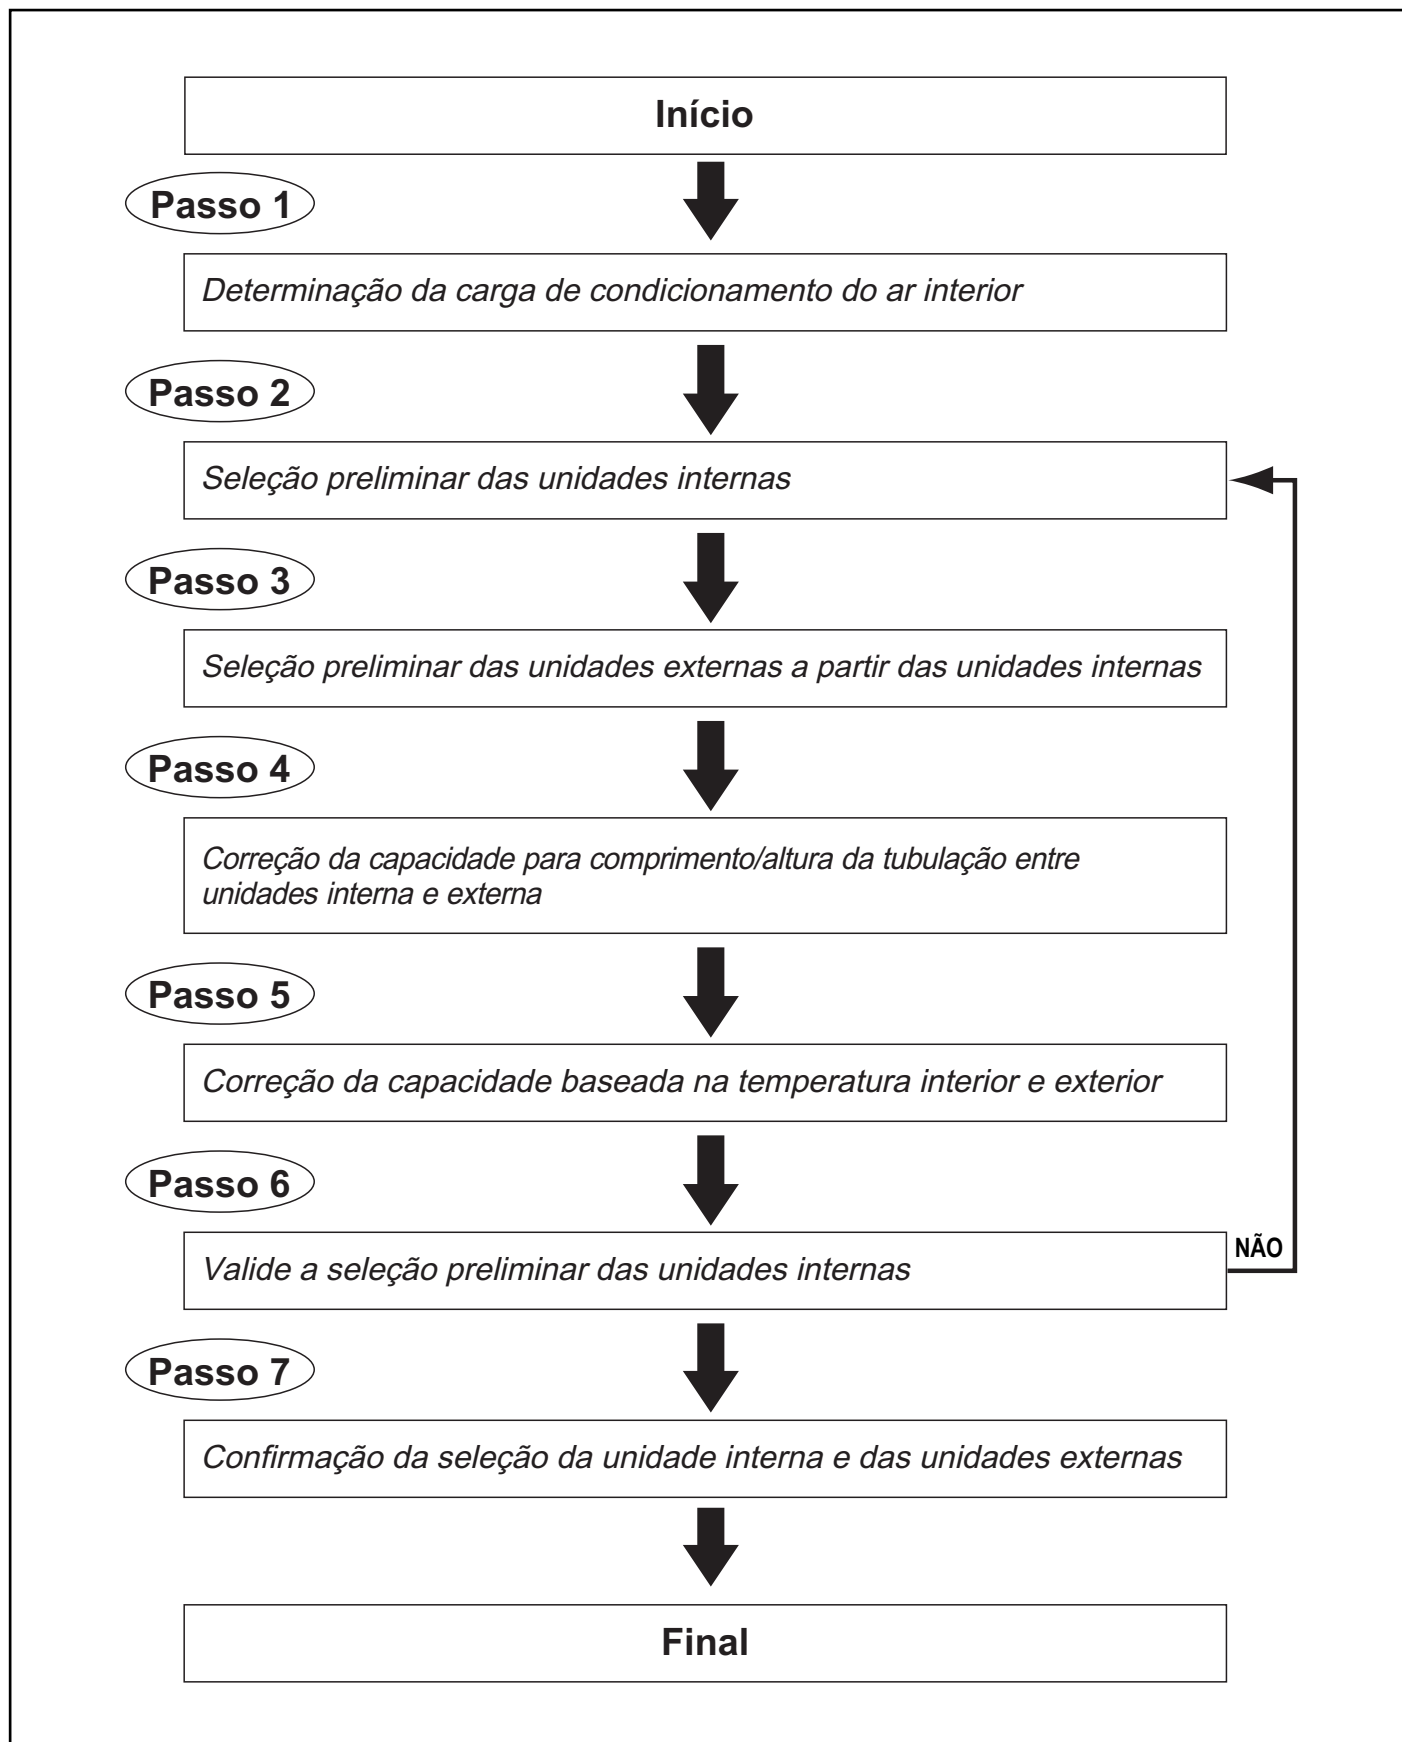 Início
Passo 1
Determinação da carga de condicionamento do ar interior
Passo 2
Seleção preliminar das unidades internas
Passo 3
Seleção preliminar das unidades externas a partir das unidades internas
Passo 4
Correção da capacidade para comprimento/altura da tubulação entre
unidades interna e externa
Passo 5
Correção da capacidade baseada na temperatura interior e exterior
Passo 6
Valide a seleção preliminar das unidades internas
NÃO
Passo 7
Confirmação da seleção da unidade interna e das unidades externas
Final